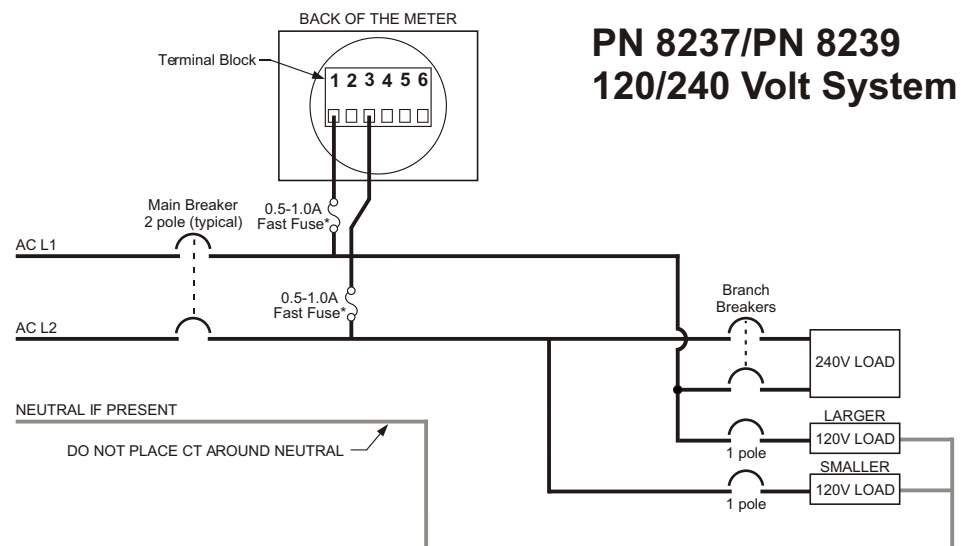 BACK OF THE METER
PN 8237/PN 8239
120/240 Volt System
Terminal Block
1 2 3 4 5 6
Main Breaker
2 pole (typical)
0.5-1.0A
Fast Fuse*
AC L1
0.5-1.0A
Fast Fuse*
Branch
Breakers
AC L2
240V LOAD
NEUTRAL IF PRESENT
DO NOT PLACE CT AROUND NEUTRAL
LARGER
120V LOAD
1 pole
SMALLER
120V LOAD
1 pole